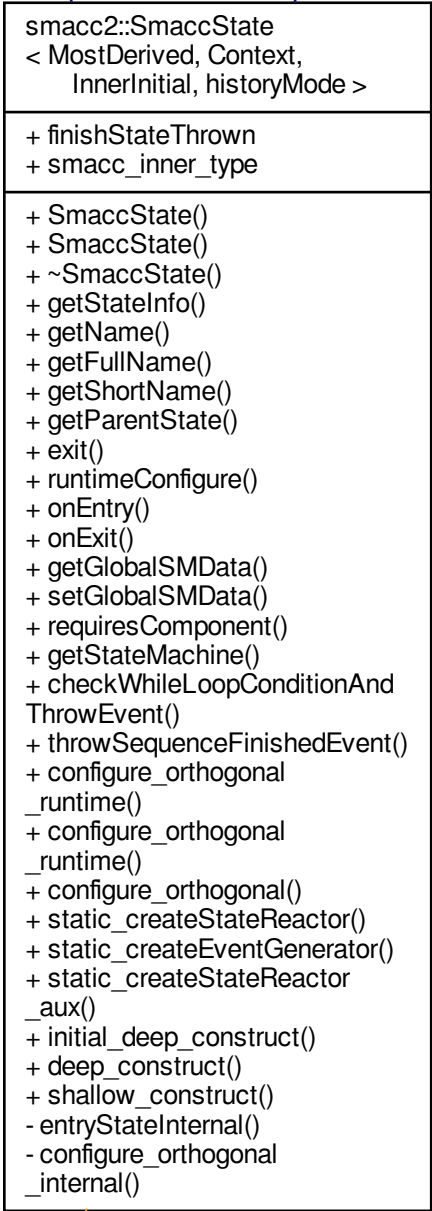 smacc2::SmaccState
< MostDerived, Context,
InnerInitial, historyMode >
+ finishStateThrown
+ smacc_inner_type
+ SmaccState()
+ SmaccState()
+ ~SmaccState()
+ getStateInfo()
+ getName()
+ getFullName()
+ getShortName()
+ getParentState()
+ exit()
+ runtimeConfigure()
+ onEntry()
+ onExit()
+ getGlobalSMData()
+ setGlobalSMData()
+ requiresComponent()
+ getStateMachine()
+ checkWhileLoopConditionAnd
ThrowEvent()
+ throwSequenceFinishedEvent()
+ configure_orthogonal
_runtime()
+ configure_orthogonal
_runtime()
+ configure_orthogonal()
+ static_createStateReactor()
+ static_createEventGenerator()
+ static_createStateReactor
_aux()
+ initial_deep_construct()
+ deep_construct()
+ shallow_construct()
- entryStateInternal()
- configure_orthogonal
_internal()